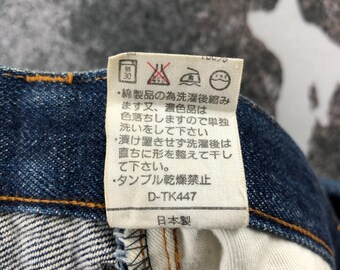 ・綿製品の為洗濯後縮み
ます又、濃色品は
色落ちしますので単独
洗いをして下さい
・漬け置きせず洗濯後は
直ちに形を整えて干し
て下さい。
・タンブル乾燥禁止
D-TK447
日本製